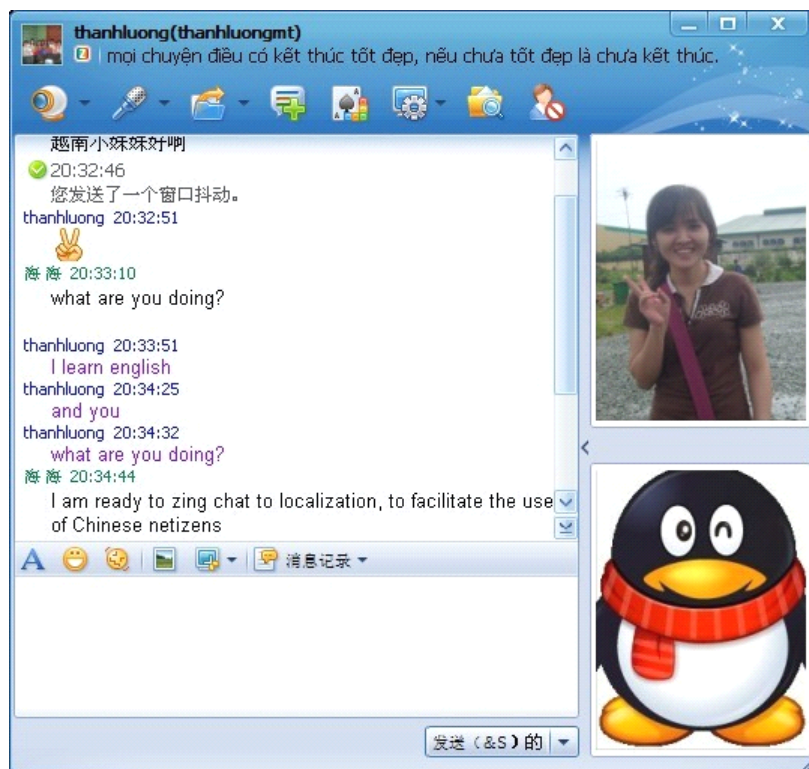 thanhluong(thanhluongmt)
mọi chuyện điều có kết thúc tốt đẹp, nếu chưa tốt đẹp là chưa kết thúc.
越南小妹妹好啊
20:32:46
您发送了一个窗口抖动。
thanhluong 20:32:51
海 海 20:33:10
what are you doing?
thanhluong 20:33:51
I learn english
thanhluong 20:34:25
and you
thanhluong 20:34:32
what are you doing?
海 海 20:34:44
I am ready to zing chat to localization, to facilitate the use
of Chinese netizens
A
消息记录
发送（&S）的